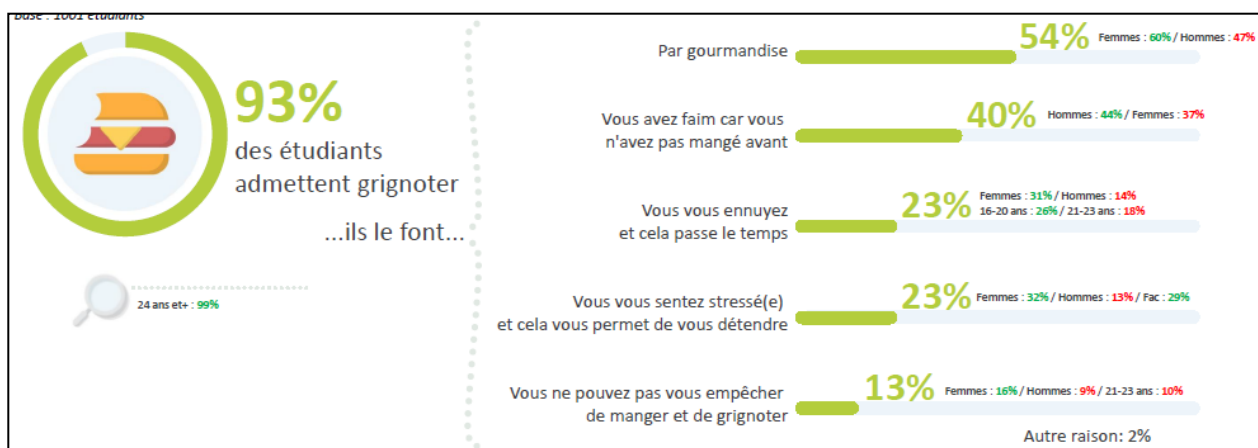 Base : 1001 étudiants
93%
des étudiants
admettent grignoter
...ils le font...
24 ans et+ : 99%
Par gourmandise
54%
Femmes : 60% / Hommes : 47%
Vous avez faim car vous
n'avez pas mangé avant
40%
Hommes : 44% / Femmes : 37%
Vous vous ennuyez
et cela passe le temps
23%
Femmes : 31% / Hommes : 14%
16-20 ans : 26% / 21-23 ans : 18%
Vous vous sentez stressé(e)
et cela vous permet de vous détendre
23%
Femmes : 32% / Hommes : 13% / Fac : 29%
Vous ne pouvez pas vous empêcher
de manger et de grignoter
13%
Femmes : 16% / Hommes : 9% / 21-23 ans : 10%
Autre raison: 2%